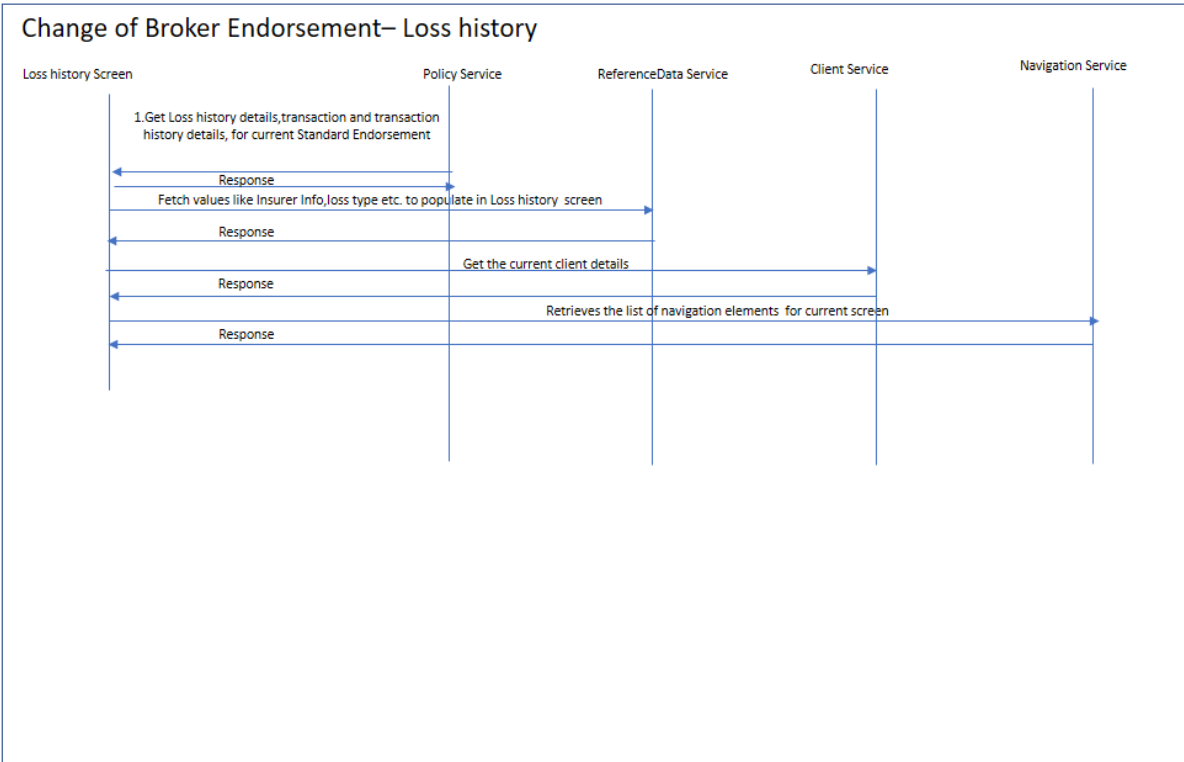 Change of Broker Endorsement– Loss history
Loss history Screen
Policy Service
ReferenceData Service
Client Service
Navigation Service
1.Get Loss history details,transaction and transaction
history details, for current Standard Endorsement
Response
Fetch values like Insurer Info,loss type etc. to populate in Loss history screen
Response
Get the current client details
Response
Retrieves the list of navigation elements for current screen
Response